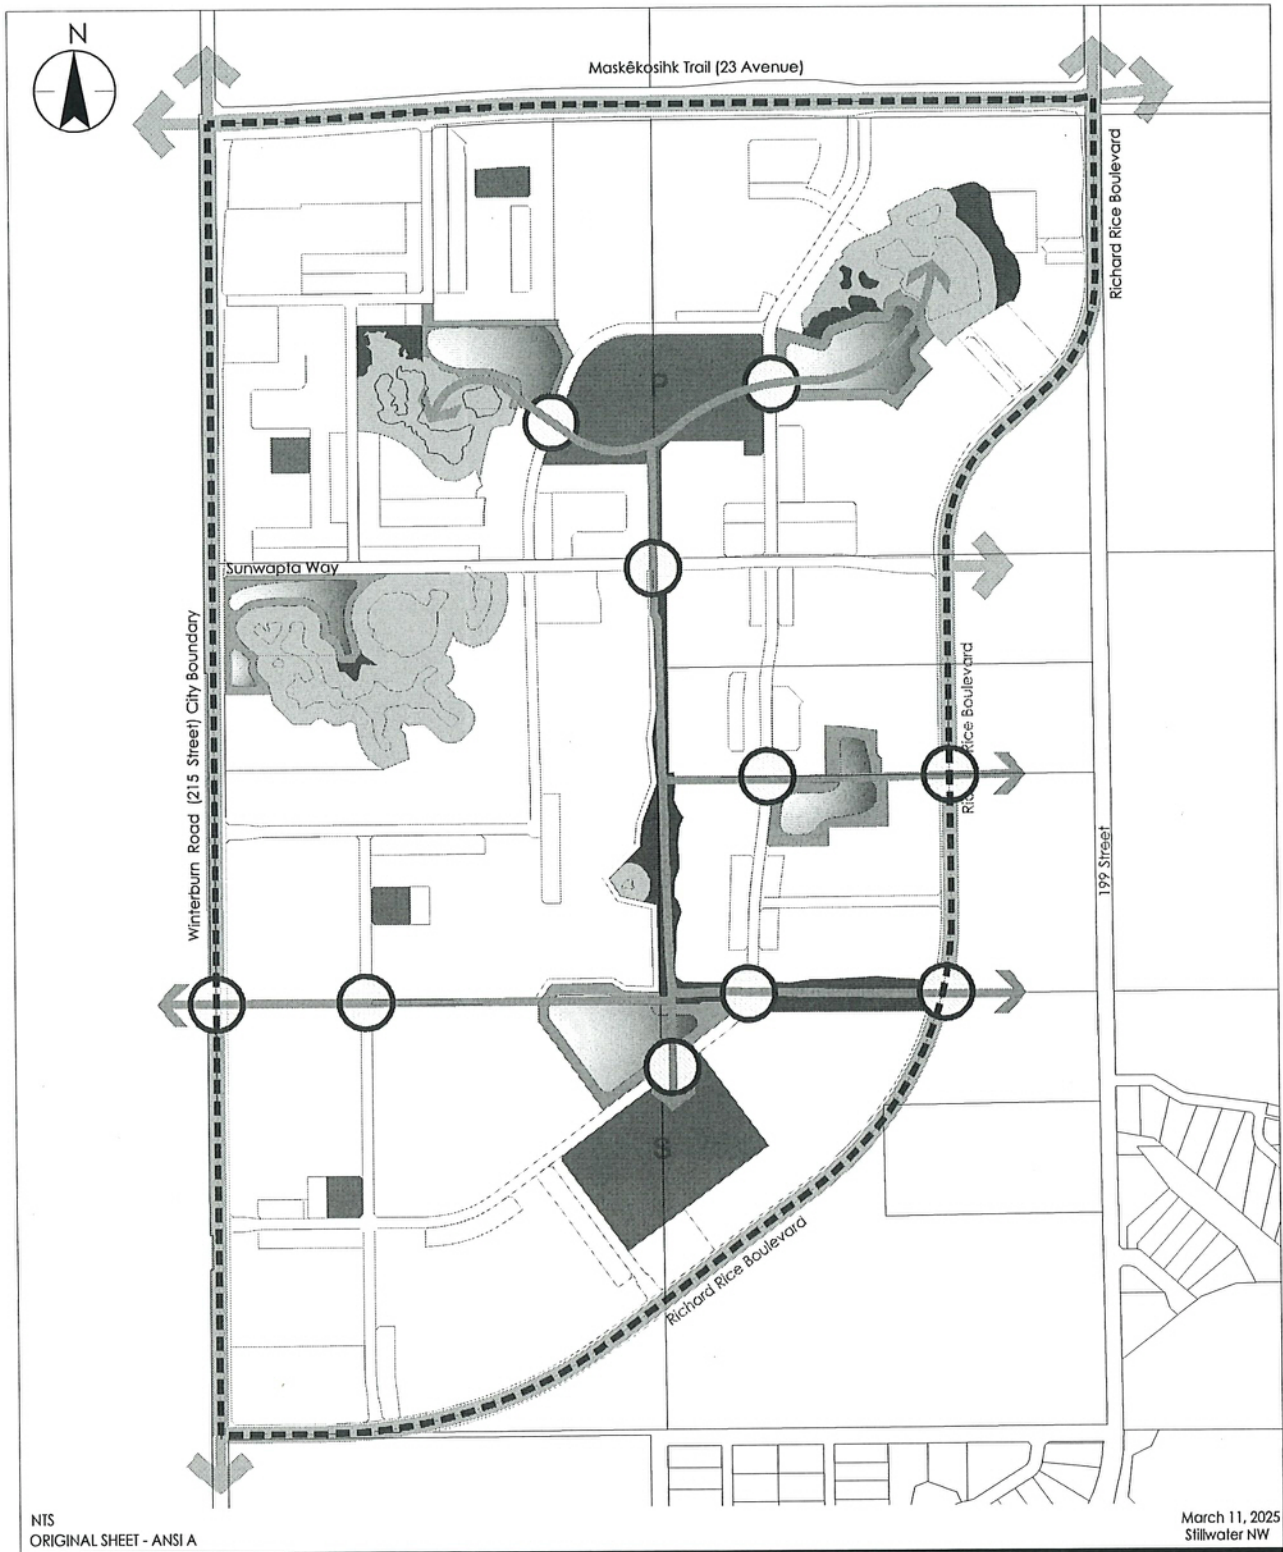 N
Maskêkosihk Trail (23 Avenue)
Richard Rice Boulevard
P
Sunwapta Way
Winterburn Road (215 Street) City Boundary
Richard Rice Boulevard
199 Street
S
Richard Rice Boulevard
NTS
ORIGINAL SHEET - ANSI A
March 11, 2025
Stillwater NW